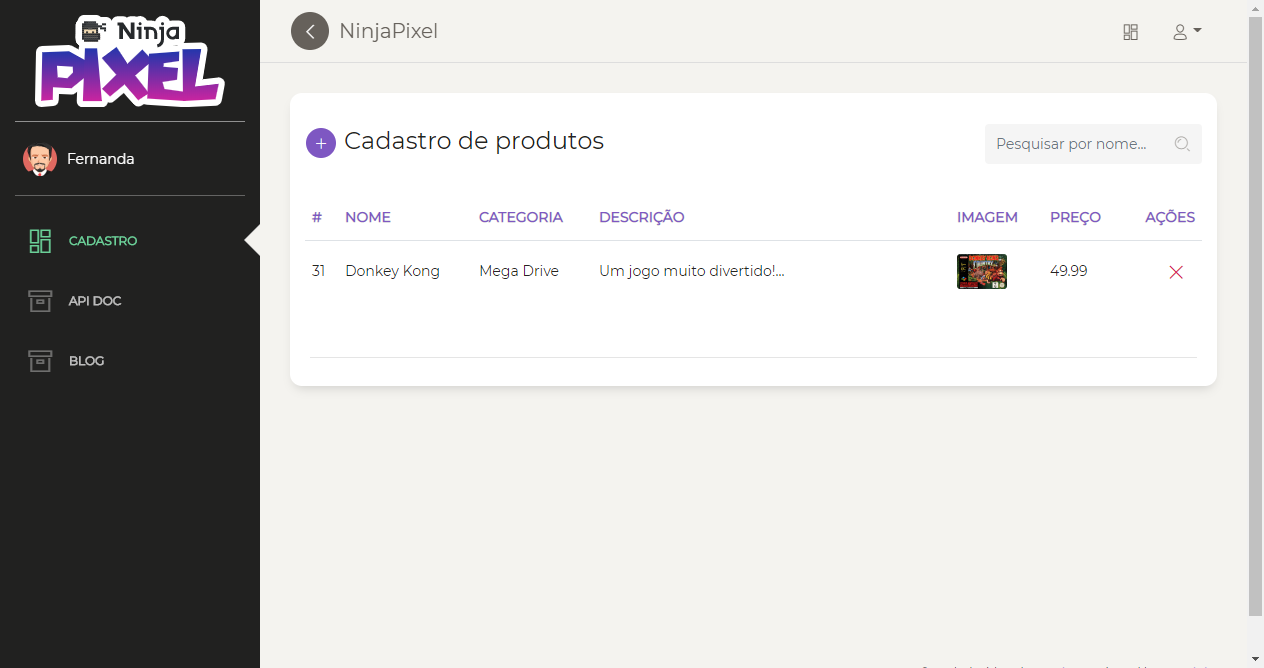 Ninja
PIXEL
Fernanda
CADASTRO
API DOC
BLOG
NinjaPixel
+ Cadastro de produtos
Pesquisar por nome...
# NOME CATEGORIA DESCRIÇÃO IMAGEM PREÇO AÇÕES
31 Donkey Kong Mega Drive Um jogo muito divertido!... 49.99